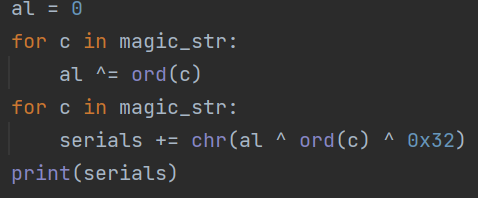 al = 0
for c in magic_str:
    al ^= ord(c)
for c in magic_str:
    serials += chr(al ^ ord(c) ^ 0x32)
print(serials)